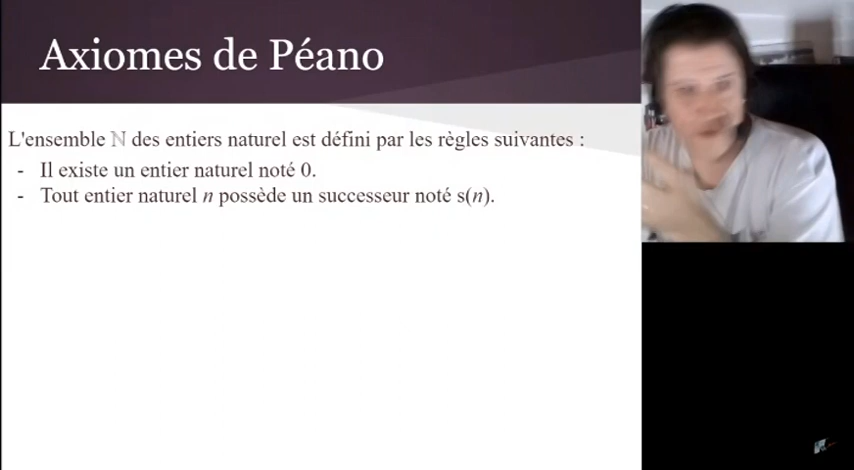 Axiomes de Péano
L'ensemble ℕ des entiers naturel est défini par les règles suivantes :
- Il existe un entier naturel noté 0.
- Tout entier naturel n possède un successeur noté s(n).